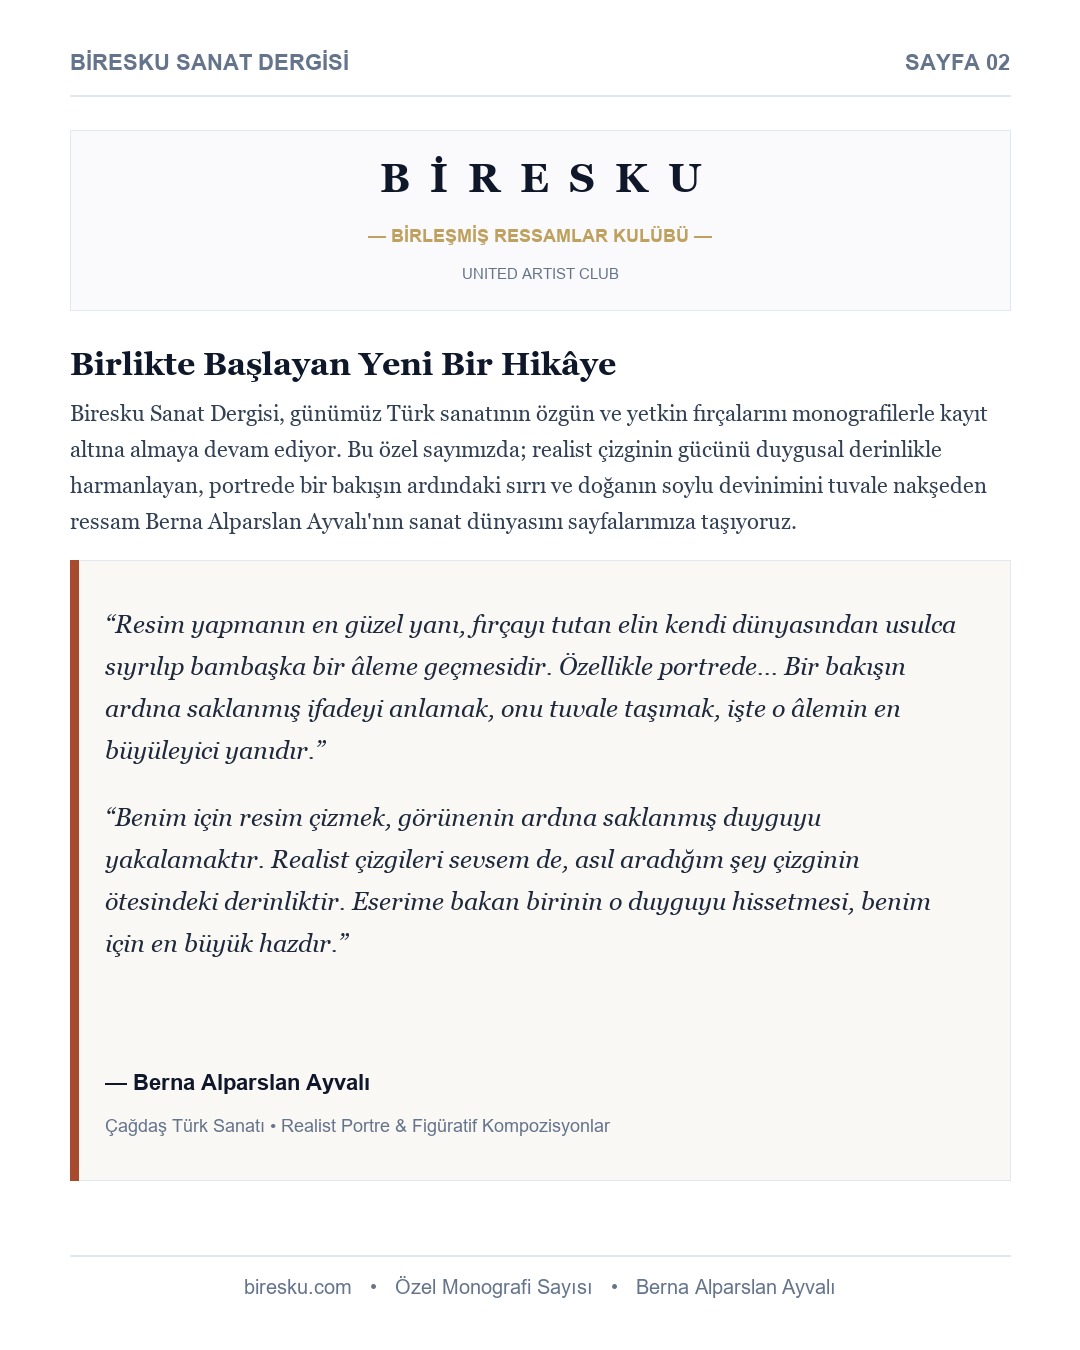 BİRESKU SANAT DERGİSİ
SAYFA 02
BİRESKU
— BİRLEŞMİŞ RESSAMLAR KULÜBÜ —
UNITED ARTIST CLUB
Birlikte Başlayan Yeni Bir Hikâye
Biresku Sanat Dergisi, günümüz Türk sanatının özgün ve yetkin fırçalarını monografilerle kayıt
altına almaya devam ediyor. Bu özel sayımızda; realist çizginin gücünü duygusal derinlikle
harmanlayan, portrede bir bakışın ardındaki sırrı ve doğanın soylu devinimini tuvale nakşeden
ressam Berna Alparslan Ayvalı'nın sanat dünyasını sayfalarımıza taşıyoruz.
“Resim yapmanın en güzel yanı, fırçayı tutan elin kendi dünyasından usulca
sıyrılıp bambaşka bir âleme geçmesidir. Özellikle portrede... Bir bakışın
ardına saklanmış ifadeyi anlamak, onu tuvale taşımak, işte o âlemin en
büyüleyici yanıdır.”
“Benim için resim çizmek, görünenin ardına saklanmış duyguyu
yakalamaktır. Realist çizgileri sevsem de, asıl aradığım şey çizginin
ötesindeki derinliktir. Eserime bakan birinin o duyguyu hissetmesi, benim
için en büyük hazdır.”
— Berna Alparslan Ayvalı
Çağdaş Türk Sanatı • Realist Portre & Figüratif Kompozisyonlar
biresku.com • Özel Monografi Sayısı • Berna Alparslan Ayvalı